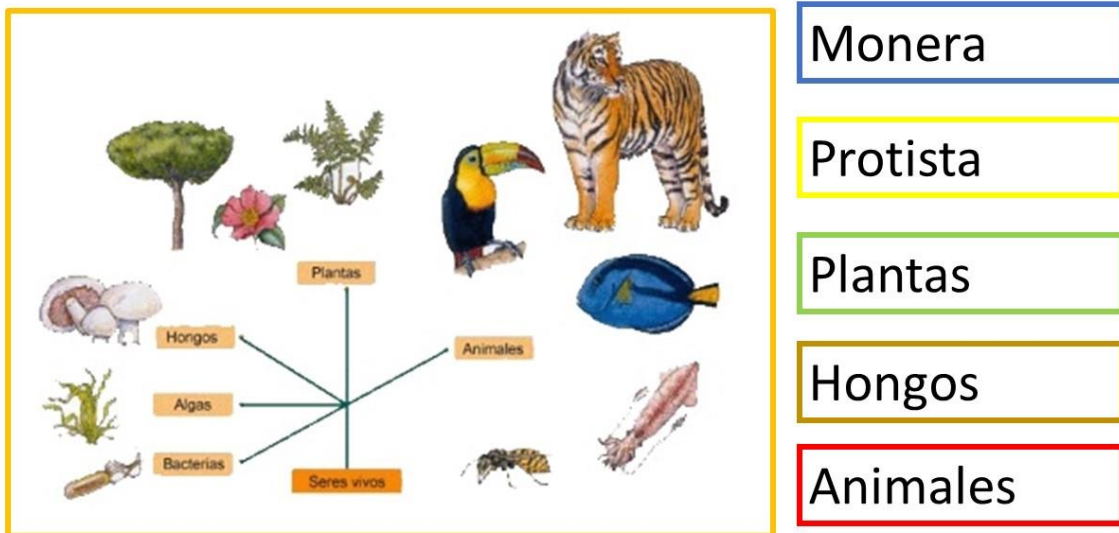 Plantas
Hongos
Animales
Algas
Bacterias
Seres vivos
Monera
Protista
Plantas
Hongos
Animales